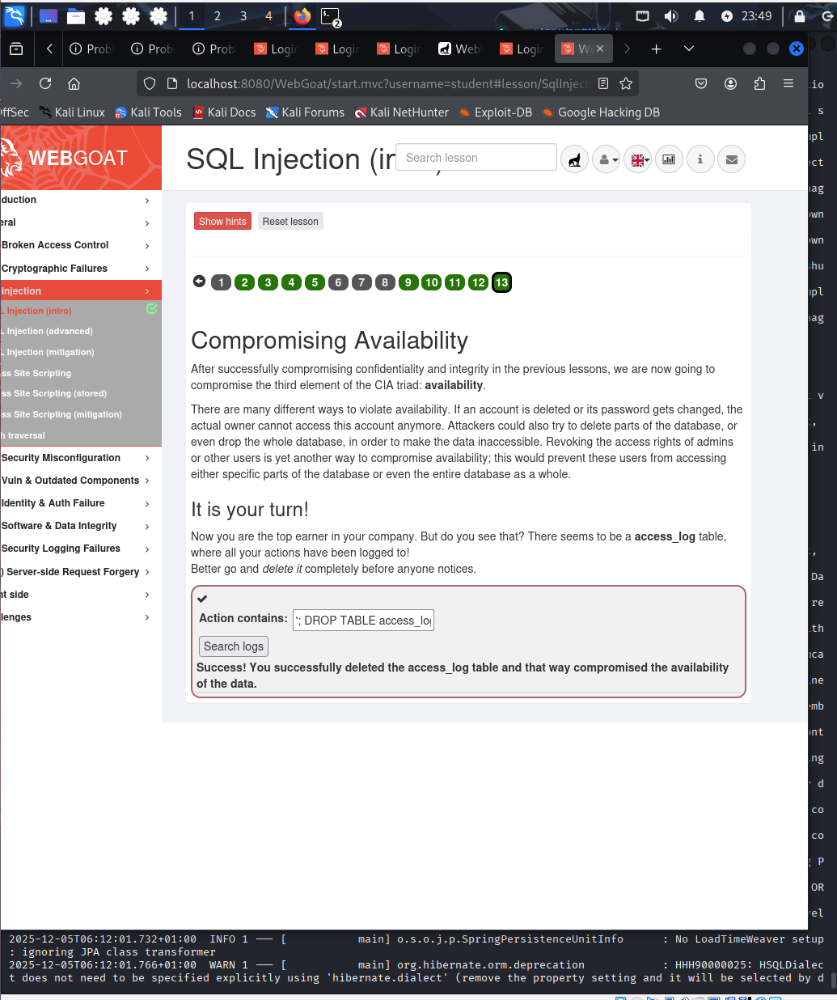 1 2 3 4
2
23:49
Prob Prob Prob Login Login Login Web Login W
localhost:8080/WebGoat/start.mvc?username=student#lesson/SqlInject
ffSec Kali Linux Kali Tools Kali Docs Kali Forums Kali NetHunter Exploit-DB Google Hacking DB
WEBGOAT
SQL Injection (in
Search lesson
duction
eral
Broken Access Control
Cryptographic Failures
Injection
L Injection (intro)
L Injection (advanced)
L Injection (mitigation)
ss Site Scripting
ss Site Scripting (stored)
ss Site Scripting (mitigation)
h traversal
Security Misconfiguration
Vuln & Outdated Components
Identity & Auth Failure
Software & Data Integrity
Security Logging Failures
) Server-side Request Forgery
nt side
lenges
Show hints Reset lesson
1 2 3 4 5 6 7 8 9 10 11 12 13
Compromising Availability
After successfully compromising confidentiality and integrity in the previous lessons, we are now going to
compromise the third element of the CIA triad: availability.
There are many different ways to violate availability. If an account is deleted or its password gets changed, the
actual owner cannot access this account anymore. Attackers could also try to delete parts of the database, or
even drop the whole database, in order to make the data inaccessible. Revoking the access rights of admins
or other users is yet another way to compromise availability; this would prevent these users from accessing
either specific parts of the database or even the entire database as a whole.
It is your turn!
Now you are the top earner in your company. But do you see that? There seems to be a access_log table,
where all your actions have been logged to!
Better go and delete it completely before anyone notices.
Action contains: '; DROP TABLE access_log
Search logs
Success! You successfully deleted the access_log table and that way compromised the availability
of the data.
2025-12-05T06:12:01.732+01:00 INFO 1 --- [ main] o.s.o.j.p.SpringPersistenceUnitInfo : No LoadTimeWeaver setup
: ignoring JPA class transformer
2025-12-05T06:12:01.766+01:00 WARN 1 --- [ main] org.hibernate.orm.deprecation : HHH90000025: HSQLDialec
t does not need to be specified explicitly using 'hibernate.dialect' (remove the property setting and it will be selected by d